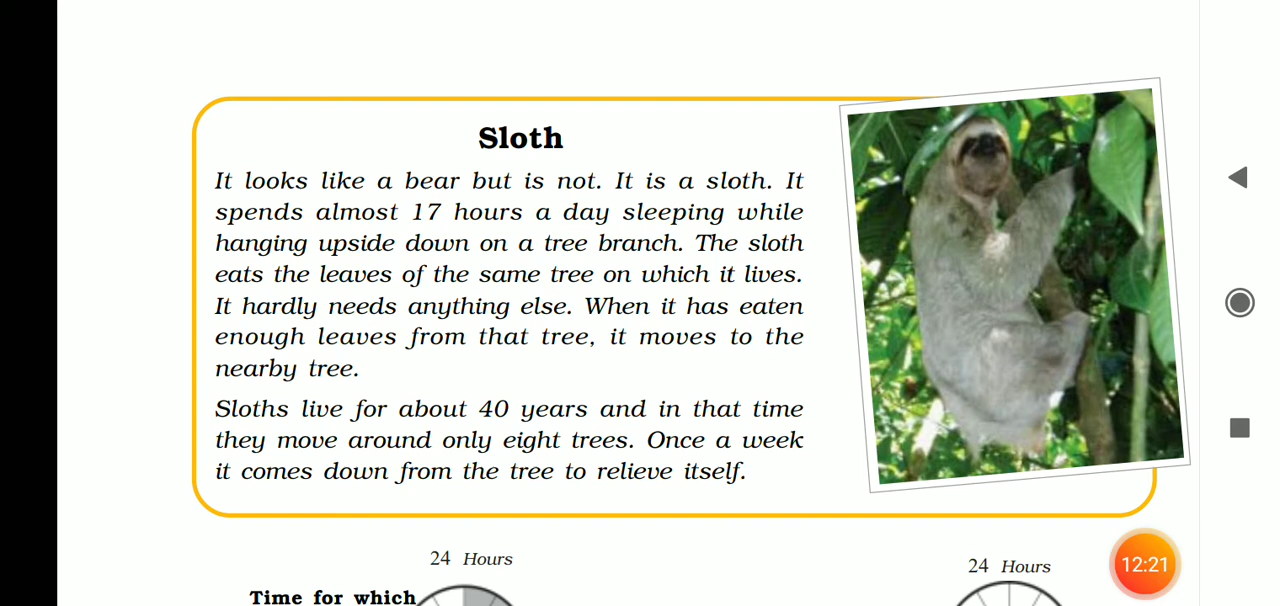 Sloth
It looks like a bear but is not. It is a sloth. It
spends almost 17 hours a day sleeping while
hanging upside down on a tree branch. The sloth
eats the leaves of the same tree on which it lives.
It hardly needs anything else. When it has eaten
enough leaves from that tree, it moves to the
nearby tree.
Sloths live for about 40 years and in that time
they move around only eight trees. Once a week
it comes down from the tree to relieve itself.
24 Hours
24 Hours
12:21
Time for which